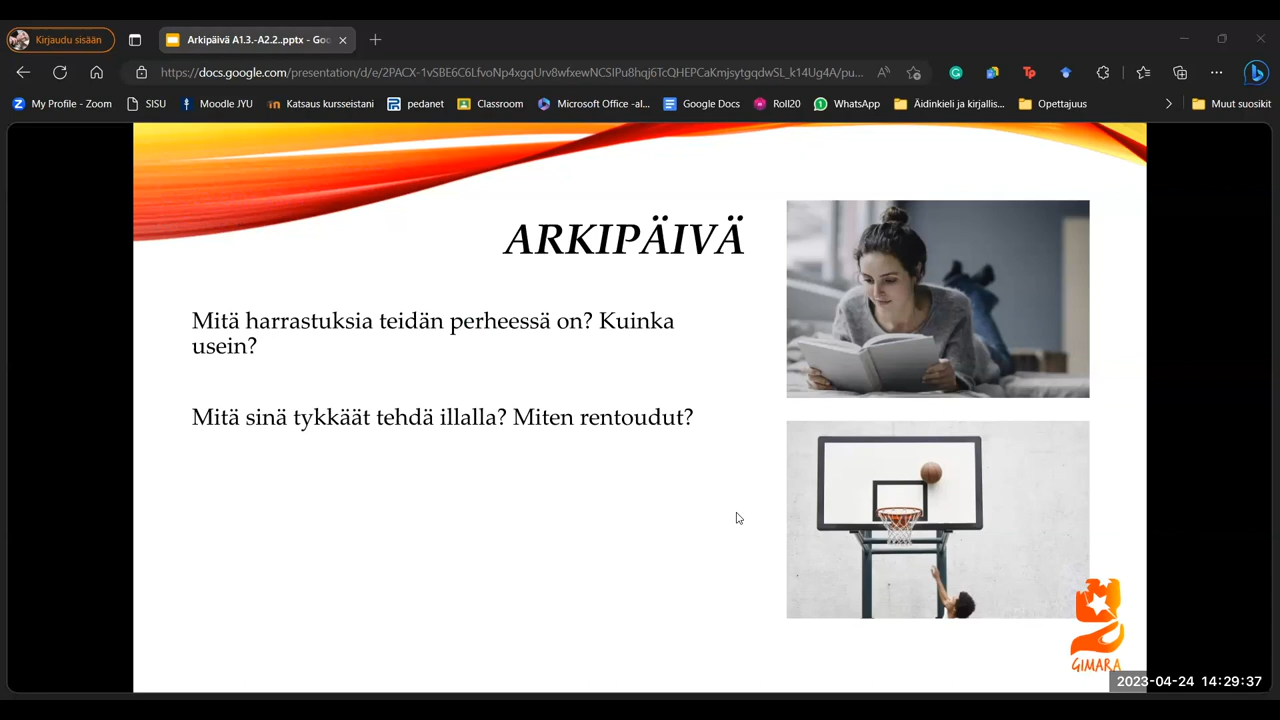 Kirjaudu sisään
Arkipäivä A1.3.-A2.2..pptx - Goo
https://docs.google.com/presentation/d/e/2PACX-1vSBE6C6LfvoNp4xgqUrv8wfxewNCSIPu8hqj6TcQHEPCaKmjsytgqdwSL_k14Ug4A/pu...
My Profile - Zoom
SISU
Moodle JYU
Katsaus kursseistani
pedanet
Classroom
Microsoft Office -al...
Google Docs
Roll20
WhatsApp
Äidinkieli ja kirjallis...
Opettajuus
Muut suosikit
ARKIPÄIVÄ
Mitä harrastuksia teidän perheessä on? Kuinka
usein?
Mitä sinä tykkäät tehdä illalla? Miten rentoudut?
GIMARA
2023-04-24 14:29:37